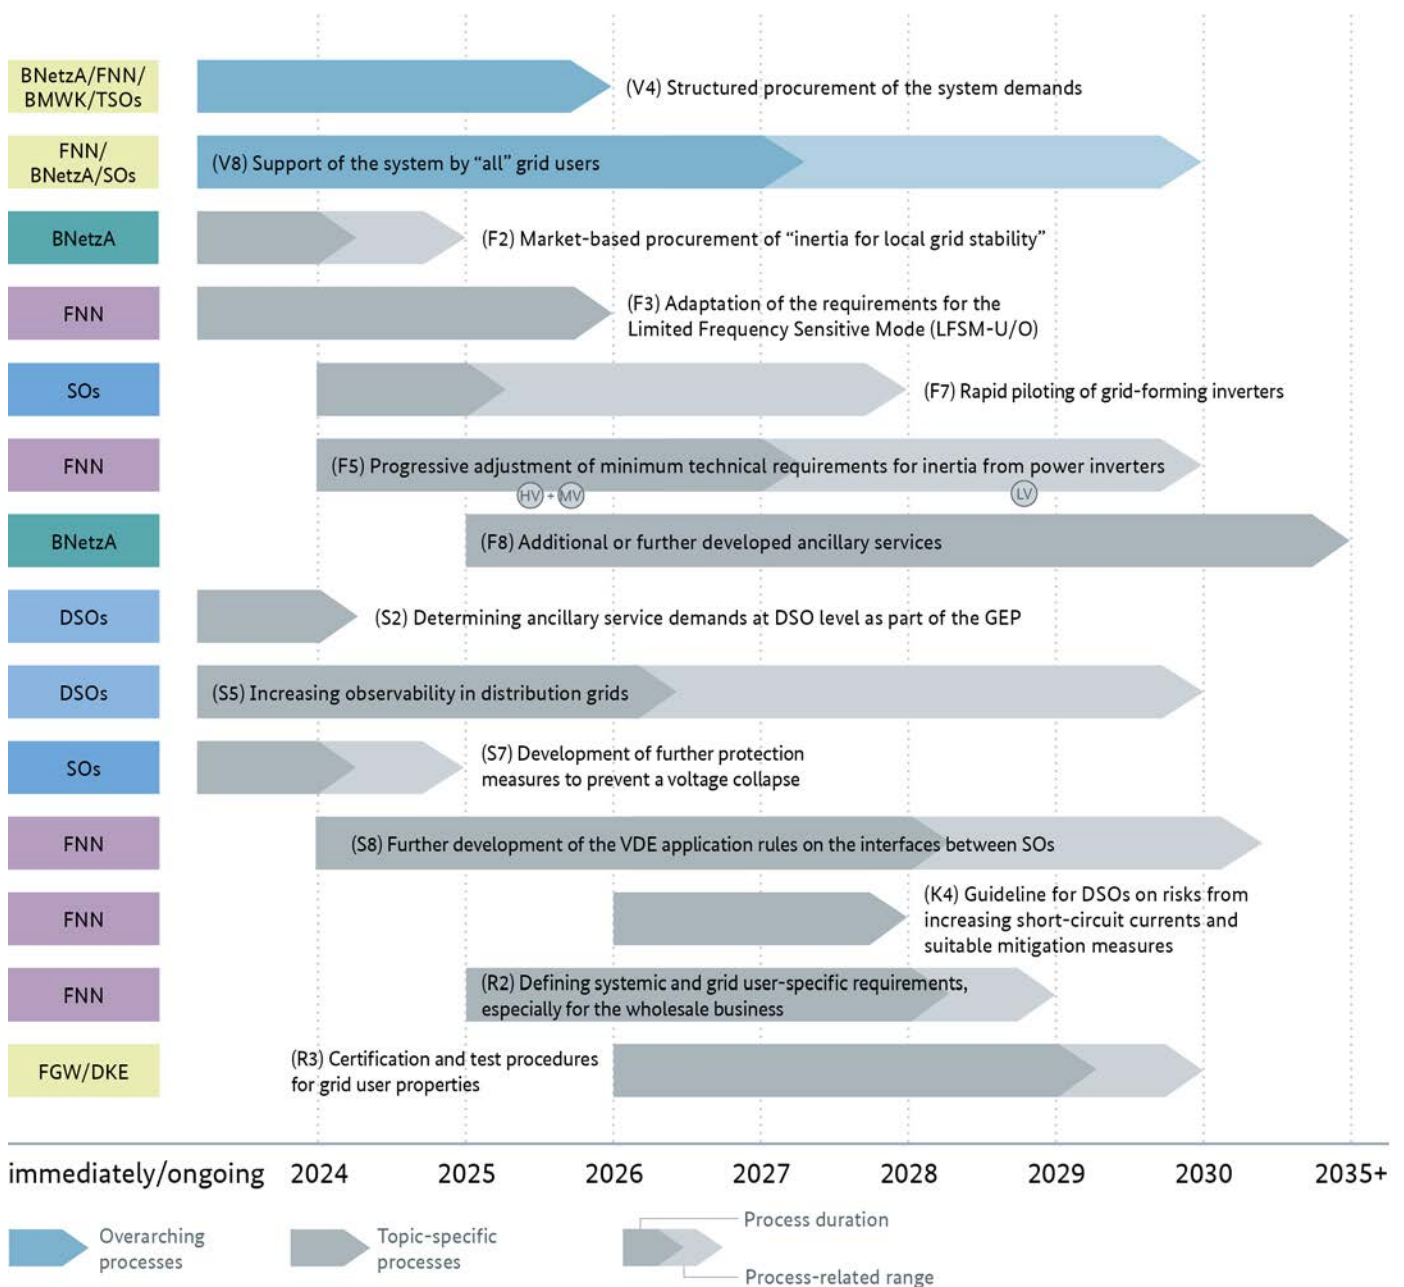 BNetzA/FNN/
BMWK/TSOs
(V4) Structured procurement of the system demands
FNN/
BNetzA/SOs
(V8) Support of the system by “all” grid users
BNetzA
(F2) Market-based procurement of “inertia for local grid stability”
FNN
(F3) Adaptation of the requirements for the
Limited Frequency Sensitive Mode (LFSM-U/O)
SOs
(F7) Rapid piloting of grid-forming inverters
FNN
(F5) Progressive adjustment of minimum technical requirements for inertia from power inverters
HV + MV
LV
BNetzA
(F8) Additional or further developed ancillary services
DSOs
(S2) Determining ancillary service demands at DSO level as part of the GEP
DSOs
(S5) Increasing observability in distribution grids
SOs
(S7) Development of further protection
measures to prevent a voltage collapse
FNN
(S8) Further development of the VDE application rules on the interfaces between SOs
FNN
(K4) Guideline for DSOs on risks from
increasing short-circuit currents and
suitable mitigation measures
FNN
(R2) Defining systemic and grid user-specific requirements,
especially for the wholesale business
FGW/DKE
(R3) Certification and test procedures
for grid user properties
immediately/ongoing 2024 2025 2026 2027 2028 2029 2030 2035+
Overarching
processes
Topic-specific
processes
Process duration
Process-related range